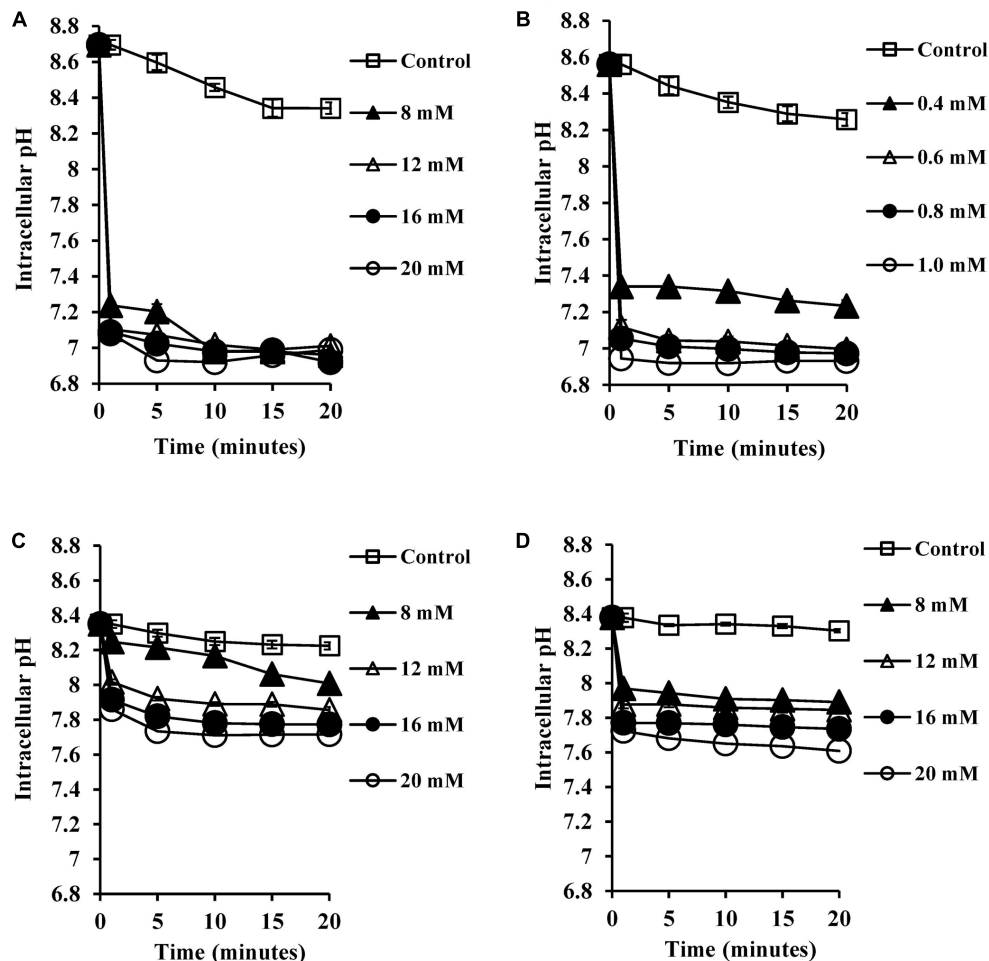 A
8.8
8.6
8.4
8.2
8
7.8
7.6
7.4
7.2
7
6.8
Intracellular pH
0 5 10 15 20
Time (minutes)
Control
8 mM
12 mM
16 mM
20 mM
B
8.8
8.6
8.4
8.2
8
7.8
7.6
7.4
7.2
7
6.8
Intracellular pH
0 5 10 15 20
Time (minutes)
Control
0.4 mM
0.6 mM
0.8 mM
1.0 mM
C
8.8
8.6
8.4
8.2
8
7.8
7.6
7.4
7.2
7
6.8
Intracellular pH
0 5 10 15 20
Time (minutes)
Control
8 mM
12 mM
16 mM
20 mM
D
8.8
8.6
8.4
8.2
8
7.8
7.6
7.4
7.2
7
6.8
Intracellular pH
0 5 10 15 20
Time (minutes)
Control
8 mM
12 mM
16 mM
20 mM